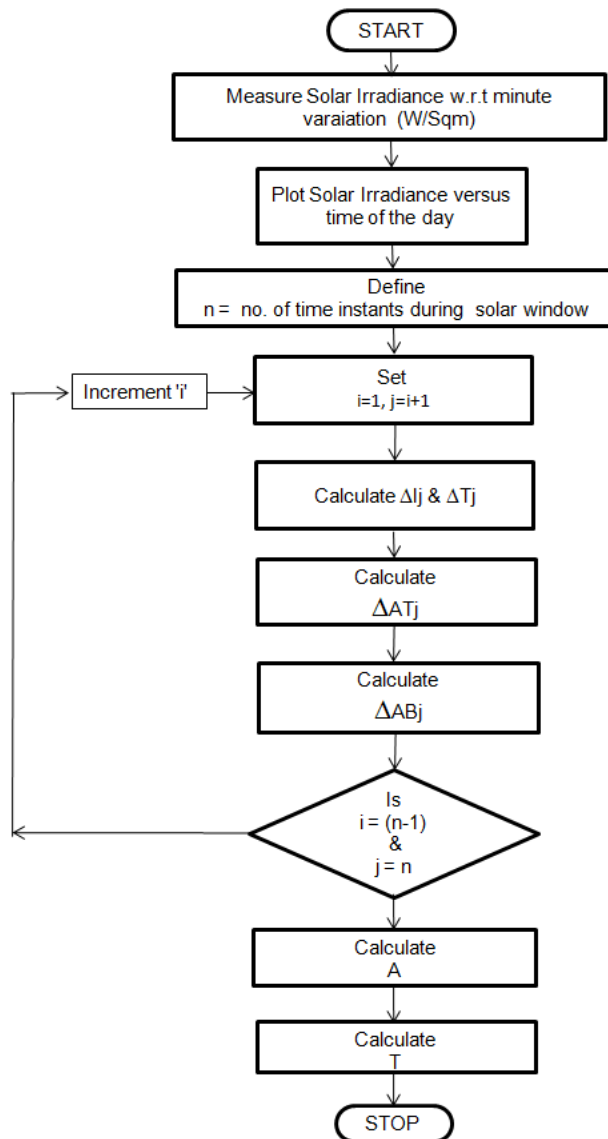 START
Measure Solar Irradiance w.r.t minute
varaiation (W/Sqm)
Plot Solar Irradiance versus
time of the day
Define
n = no. of time instants during solar window
Increment 'i'
Set
i=1, j=i+1
Calculate ΔIj & ΔTj
Calculate
ΔATj
Calculate
ΔABj
Is
i = (n-1)
&
j = n
Calculate
A
Calculate
T
STOP